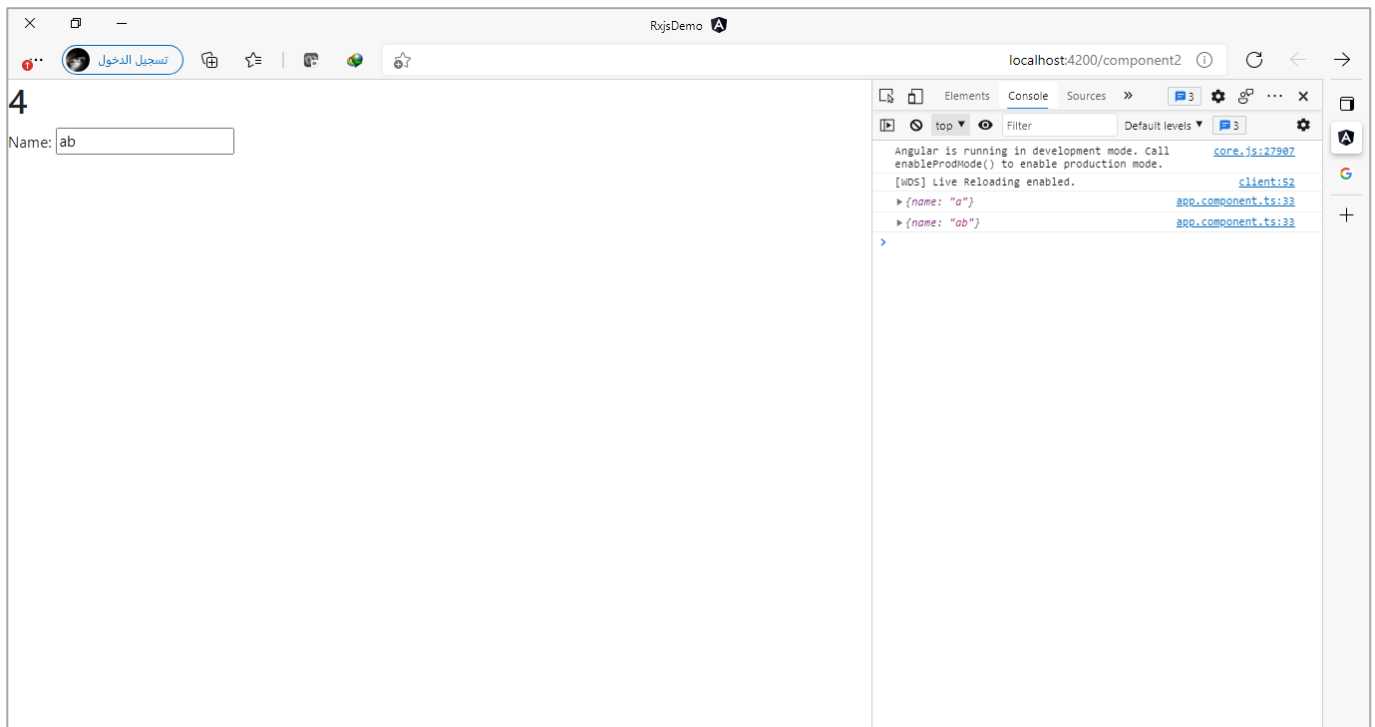 RxjsDemo
تسجيل الدخول
localhost:4200/component2
4
Name: ab
Elements Console Sources » 3
top Filter Default levels 3
Angular is running in development mode. Call core.js:27907
enableProdMode() to enable production mode.
[WDS] Live Reloading enabled. client:52
{name: "a"} app.component.ts:33
{name: "ab"} app.component.ts:33